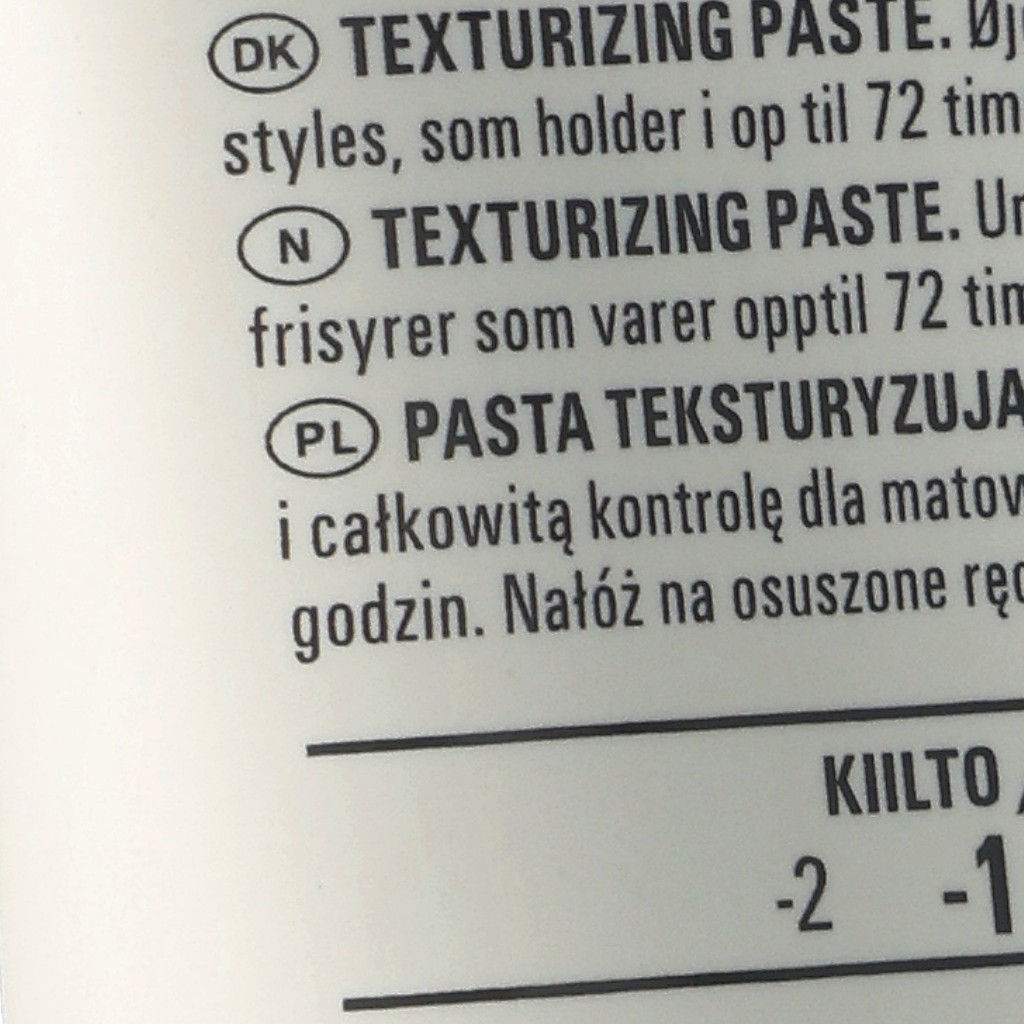 DK TEXTURIZING PASTE.
styles, som holder i op til 72
N TEXTURIZING PASTE.
frisyrer som varer opptil 72
PL PASTA
i całkowitą kontrolę dla
godzin. Nałóż na osuszone
KIILTO
-2 -1